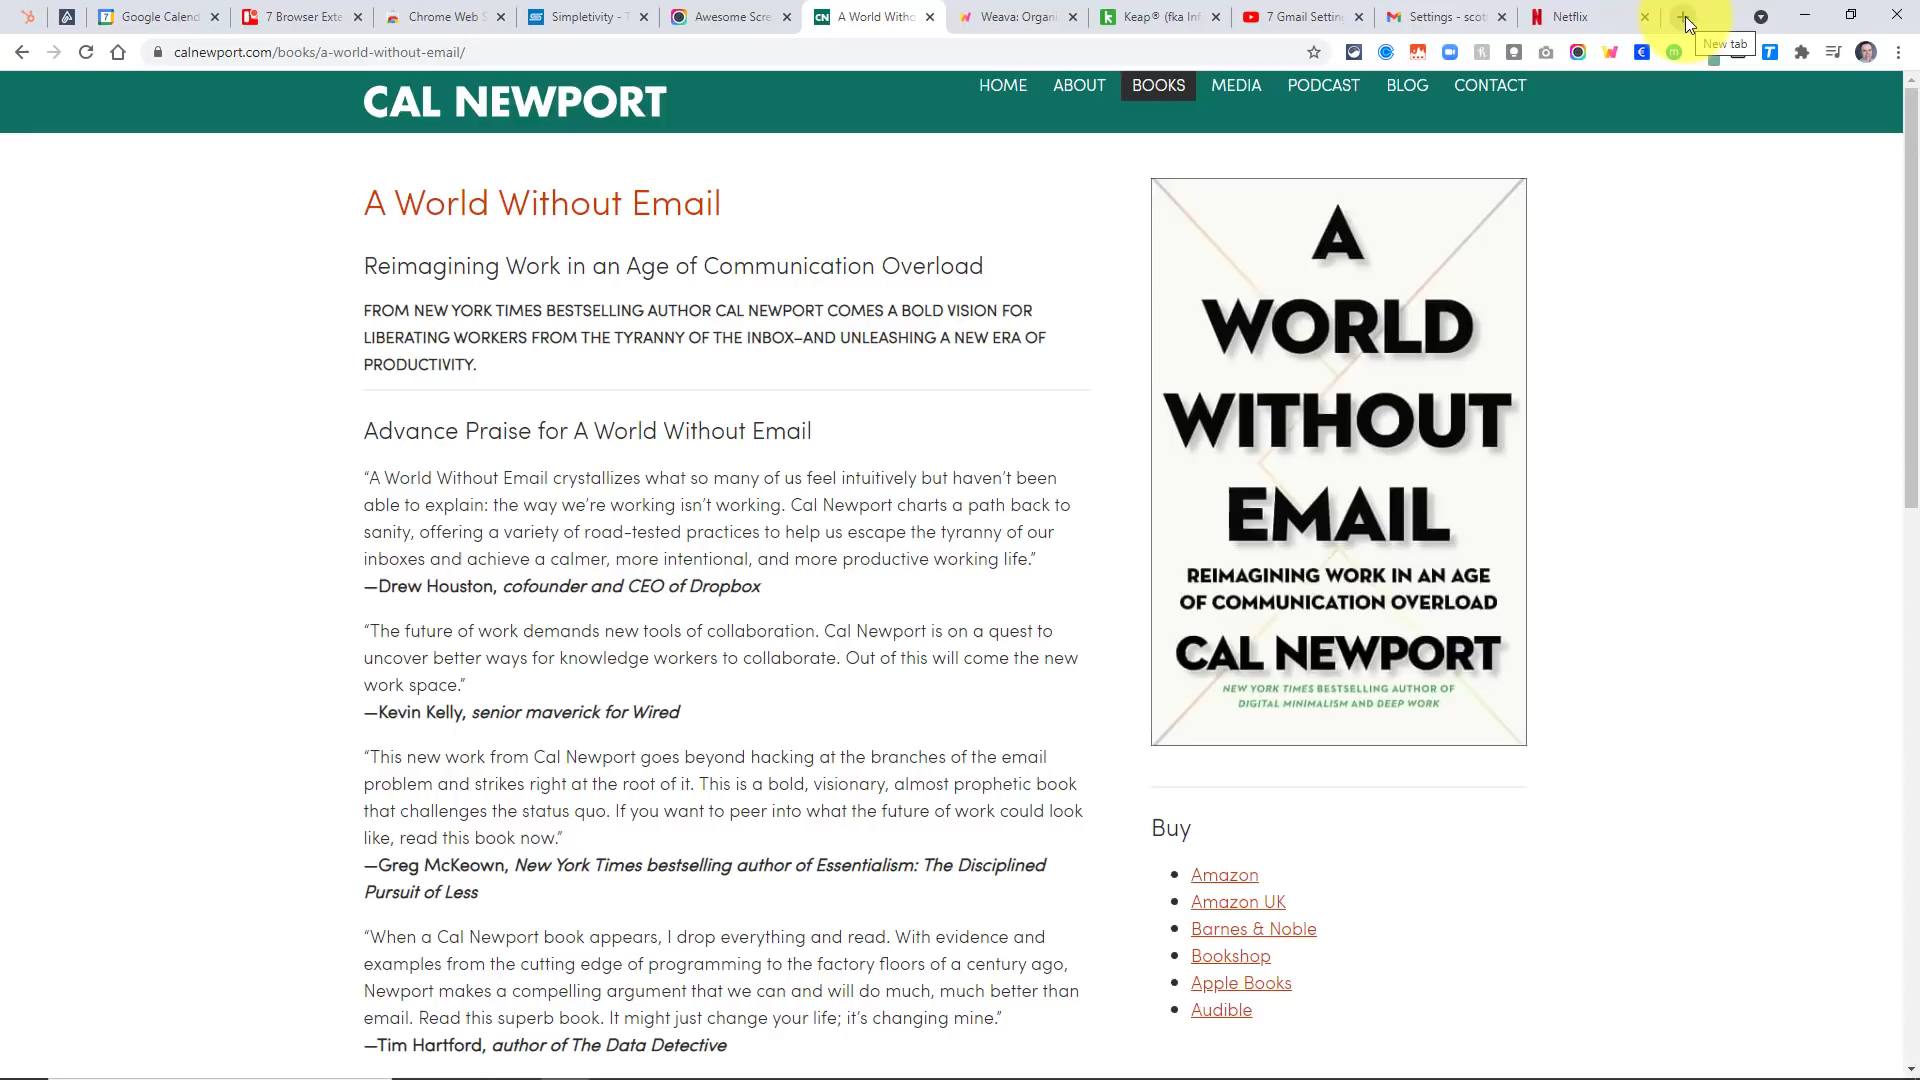 Google Calend
7 Browser Exte
Chrome Web S
Simpletivity - T
Awesome Scre
A World Witho
Weava: Organi
Keap® (fka Inf
7 Gmail Setting
Settings - scot
Netflix
New tab
calnewport.com/books/a-world-without-email/
CAL NEWPORT
HOME ABOUT BOOKS MEDIA PODCAST BLOG CONTACT
A World Without Email
Reimagining Work in an Age of Communication Overload
FROM NEW YORK TIMES BESTSELLING AUTHOR CAL NEWPORT COMES A BOLD VISION FOR
LIBERATING WORKERS FROM THE TYRANNY OF THE INBOX–AND UNLEASHING A NEW ERA OF
PRODUCTIVITY.
Advance Praise for A World Without Email
“A World Without Email crystallizes what so many of us feel intuitively but haven’t been
able to explain: the way we’re working isn’t working. Cal Newport charts a path back to
sanity, offering a variety of road-tested practices to help us escape the tyranny of our
inboxes and achieve a calmer, more intentional, and more productive working life.”
—Drew Houston, cofounder and CEO of Dropbox
“The future of work demands new tools of collaboration. Cal Newport is on a quest to
uncover better ways for knowledge workers to collaborate. Out of this will come the new
work space.”
—Kevin Kelly, senior maverick for Wired
“This new work from Cal Newport goes beyond hacking at the branches of the email
problem and strikes right at the root of it. This is a bold, visionary, almost prophetic book
that challenges the status quo. If you want to peer into what the future of work could look
like, read this book now.”
—Greg McKeown, New York Times bestselling author of Essentialism: The Disciplined
Pursuit of Less
“When a Cal Newport book appears, I drop everything and read. With evidence and
examples from the cutting edge of programming to the factory floors of a century ago,
Newport makes a compelling argument that we can and will do much, much better than
email. Read this superb book. It might just change your life; it’s changing mine.”
—Tim Hartford, author of The Data Detective
A
WORLD
WITHOUT
EMAIL
REIMAGINING WORK IN AN AGE
OF COMMUNICATION OVERLOAD
CAL NEWPORT
NEW YORK TIMES BESTSELLING AUTHOR OF
DIGITAL MINIMALISM AND DEEP WORK
Buy
Amazon
Amazon UK
Barnes & Noble
Bookshop
Apple Books
Audible